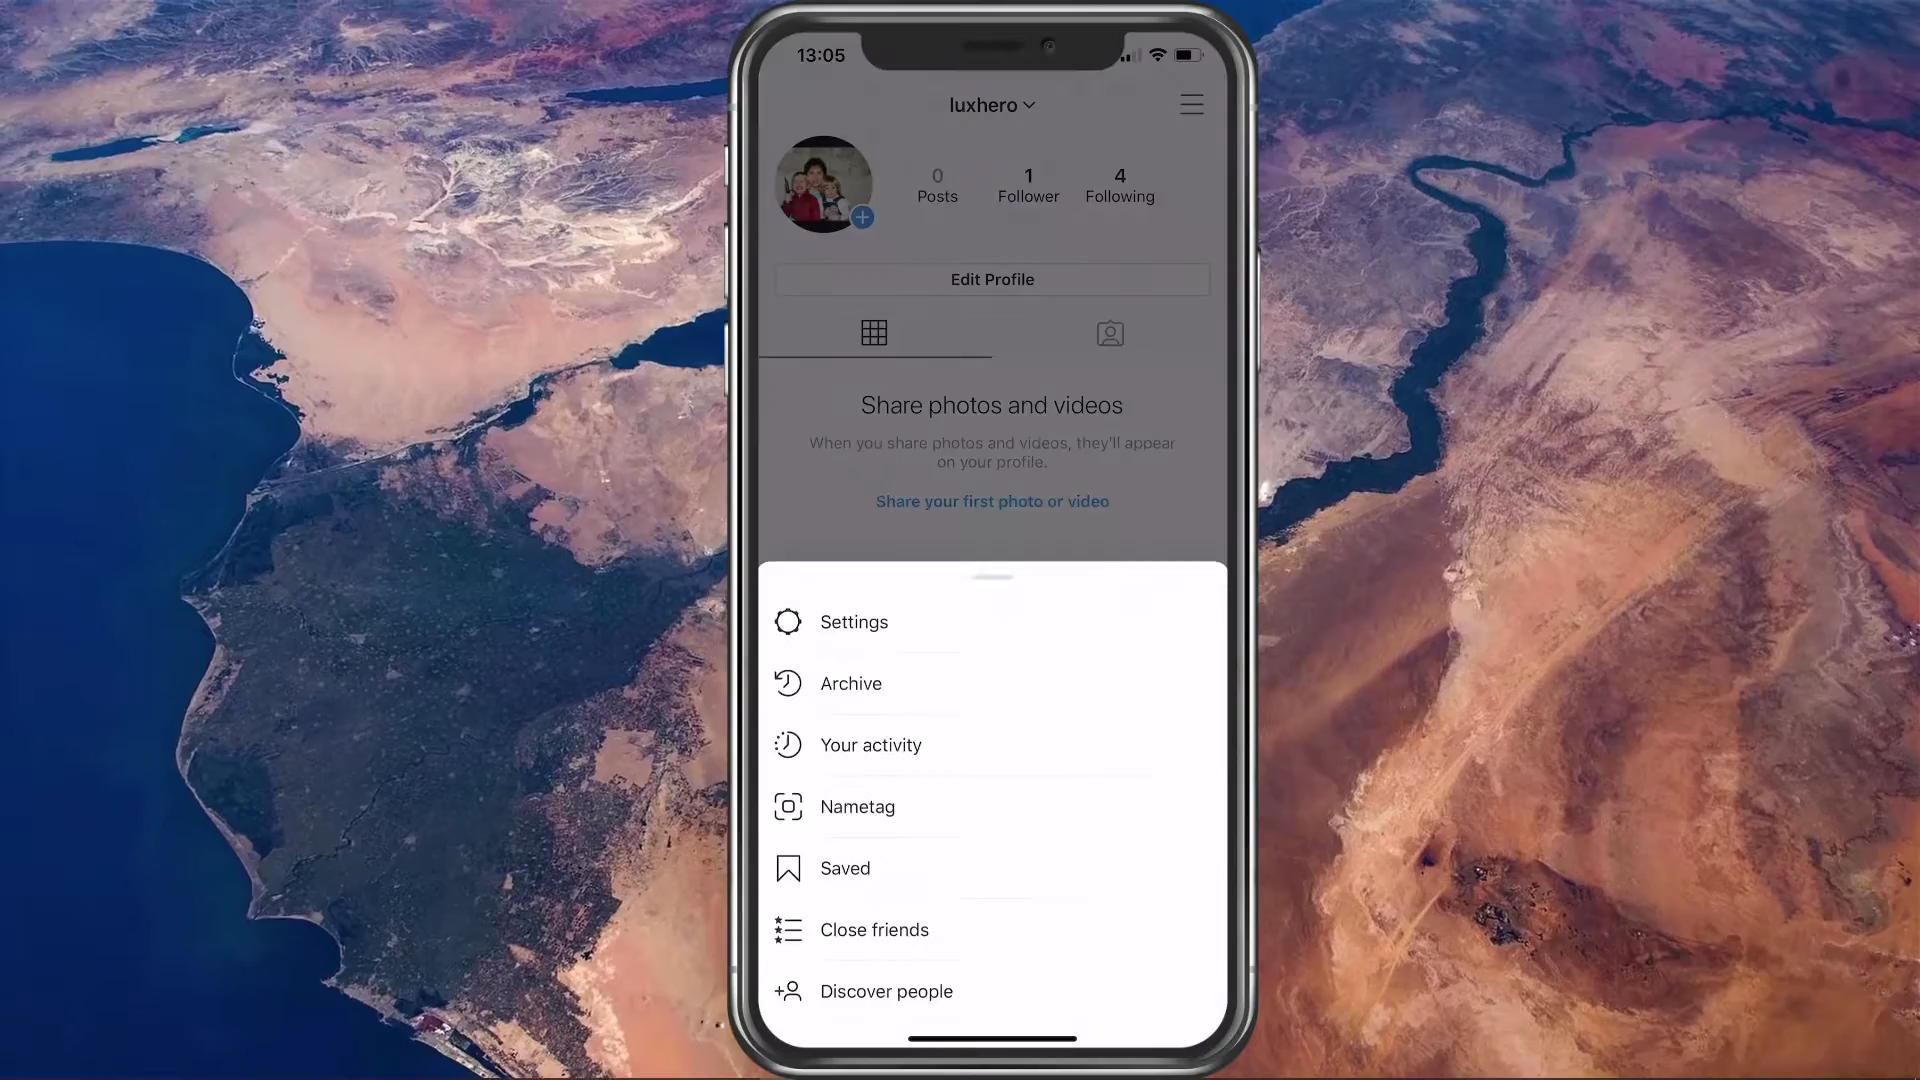 13:05
luxhero
0
1
4
Posts
Follower
Following
Edit Profile
Share photos and videos
When you share photos and videos, they'll appear
on your profile.
Share your first photo or video
Settings
Archive
Your activity
Nametag
Saved
Close friends
Discover people